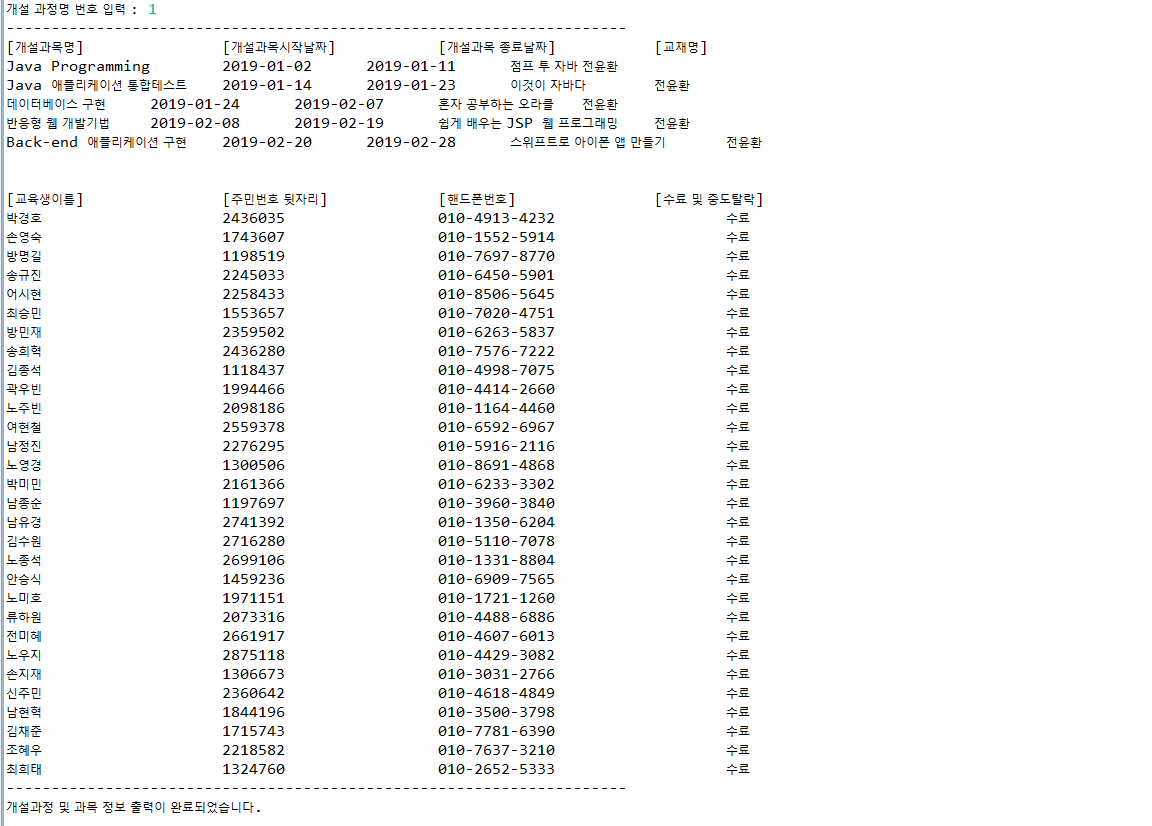 개설 과정명 번호 입력 : 1
---------------------------------------------------------------------
[개설과목명] [개설과목시작날짜] [개설과목 종료날짜] [교재명]
Java Programming 2019-01-02 2019-01-11 점프 투 자바 전윤환
Java 애플리케이션 통합테스트 2019-01-14 2019-01-23 이것이 자바다 전윤환
데이터베이스 구현 2019-01-24 2019-02-07 혼자 공부하는 오라클 전윤환
반응형 웹 개발기법 2019-02-08 2019-02-19 쉽게 배우는 JSP 웹 프로그래밍 전윤환
Back-end 애플리케이션 구현 2019-02-20 2019-02-28 스위프트로 아이폰 앱 만들기 전윤환
[교육생이름] [주민번호 뒷자리] [핸드폰번호] [수료 및 중도탈락]
박경호 2436035 010-4913-4232 수료
손영숙 1743607 010-1552-5914 수료
방명길 1198519 010-7697-8770 수료
송규진 2245033 010-6450-5901 수료
어시현 2258433 010-8506-5645 수료
최승민 1553657 010-7020-4751 수료
방민재 2359502 010-6263-5837 수료
송희혁 2436280 010-7576-7222 수료
김종석 1118437 010-4998-7075 수료
곽우빈 1994466 010-4414-2660 수료
노주빈 2098186 010-1164-4460 수료
여현철 2559378 010-6592-6967 수료
남정진 2276295 010-5916-2116 수료
노영경 1300506 010-8691-4868 수료
박미민 2161366 010-6233-3302 수료
남종순 1197697 010-3960-3840 수료
남유경 2741392 010-1350-6204 수료
김수원 2716280 010-5110-7078 수료
노종석 2699106 010-1331-8804 수료
안승식 1459236 010-6909-7565 수료
노미호 1971151 010-1721-1260 수료
류하원 2073316 010-4488-6886 수료
전미혜 2661917 010-4607-6013 수료
노우지 2875118 010-4429-3082 수료
손지재 1306673 010-3031-2766 수료
신주민 2360642 010-4618-4849 수료
남현혁 1844196 010-3500-3798 수료
김채준 1715743 010-7781-6390 수료
조혜우 2218582 010-7637-3210 수료
최희태 1324760 010-2652-5333 수료
---------------------------------------------------------------------
개설과정 및 과목 정보 출력이 완료되었습니다.